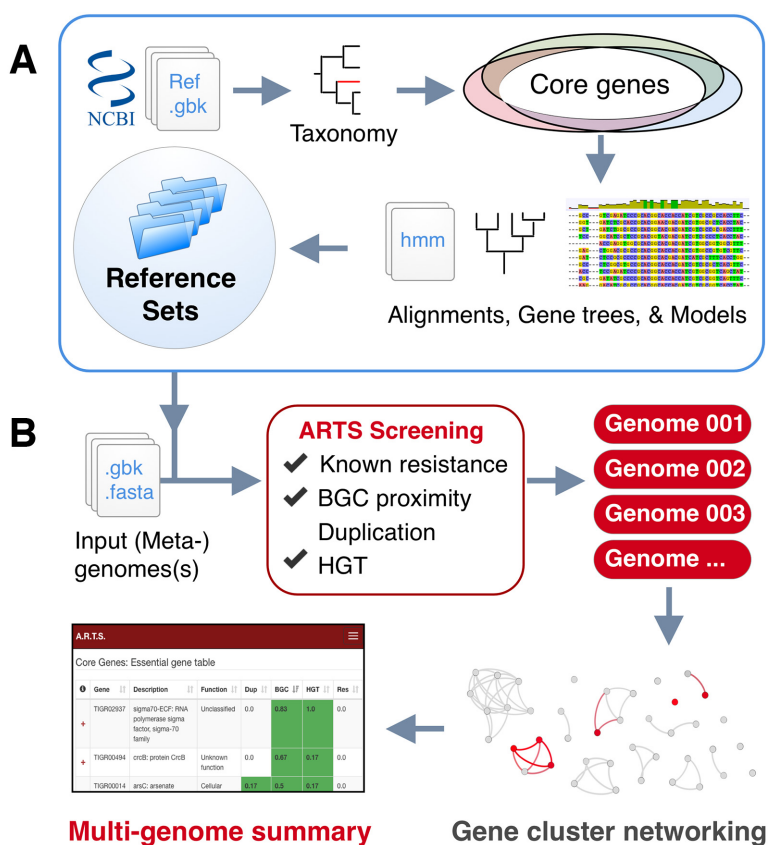 A
NCBI
Ref
.gbk
Taxonomy
Core genes
hmm
Reference
Sets
Alignments, Gene trees, & Models
B
.gbk
.fasta
Input (Meta-)
genomes(s)
ARTS Screening
Known resistance
BGC proximity
Duplication
HGT
Genome 001
Genome 002
Genome 003
Genome ...
A.R.T.S.
Core Genes: Essential gene table
Gene Description Function Dup BGC HGT Res
TIGR02937 sigma70-ECF: RNA Unclassified 0.0 0.83 1.0 0.0
polymerase sigma
factor, sigma-70
family
+
TIGR00494 crcB: protein CrcB Unknown 0.0 0.67 0.17 0.0
+ function
TIGR00014 arsC: arsenate Cellular 0.17 0.5 0.17 0.0
Multi-genome summary
Gene cluster networking